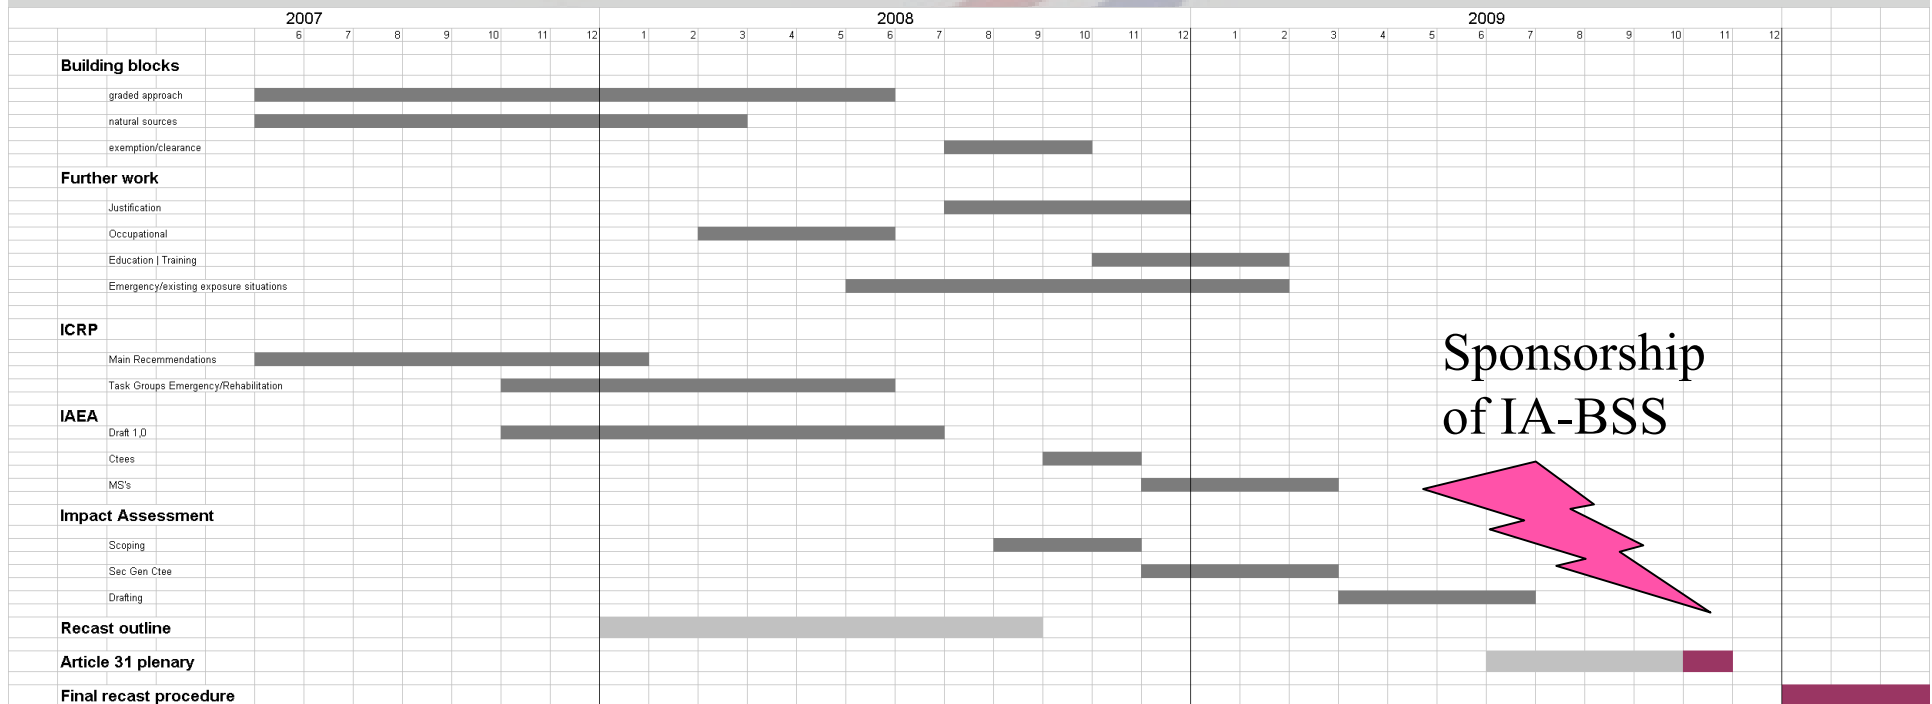 2007 2008 2009
6 7 8 9 10 11 12 1 2 3 4 5 6 7 8 9 10 11 12 1 2 3 4 5 6 7 8 9 10 11 12
Building blocks
graded approach
natural sources
exemption/clearance
Further work
Justification
Occupational
Education | Training
Emergency/existing exposure situations
ICRP
Main Recommendations
Task Groups Emergency/Rehabilitation
IAEA
Draft 1,0
Ctees
MS's
Impact Assessment
Scoping
Sec Gen Ctee
Drafting
Recast outline
Article 31 plenary
Final recast procedure
Sponsorship
of IA-BSS